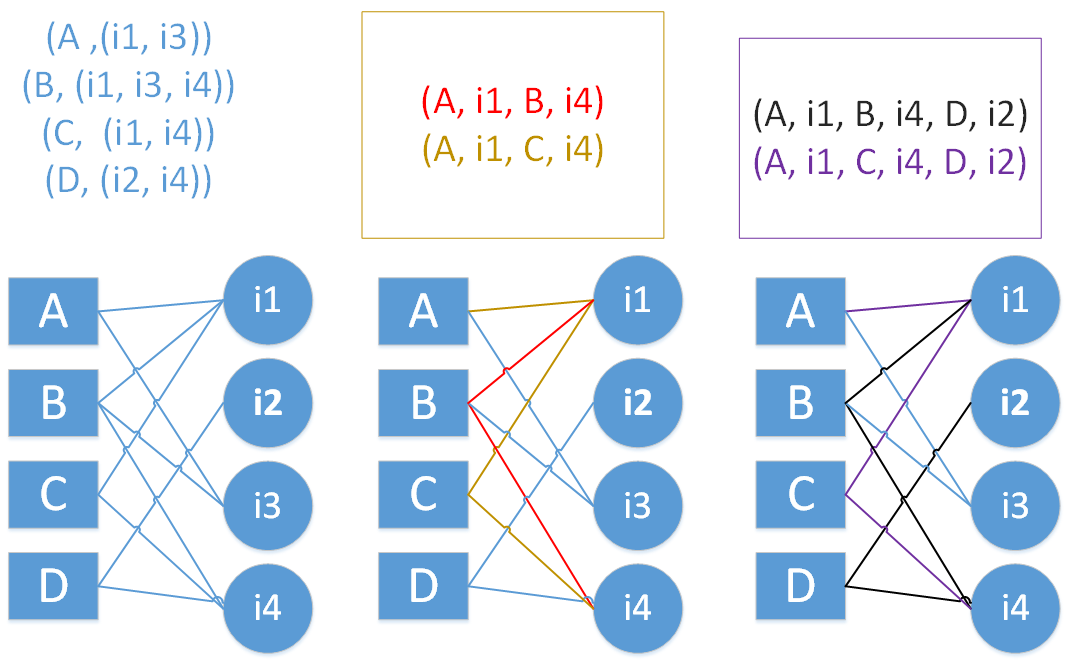 (A ,(i1, i3))
(B, (i1, i3, i4))
(C,  (i1, i4))
(D, (i2, i4))
(A, i1, B, i4)
(A, i1, C, i4)
(A, i1, B, i4, D, i2)
(A, i1, C, i4, D, i2)
A
i1
B
i2
C
i3
D
i4
A
i1
B
i2
C
i3
D
i4
A
i1
B
i2
C
i3
D
i4